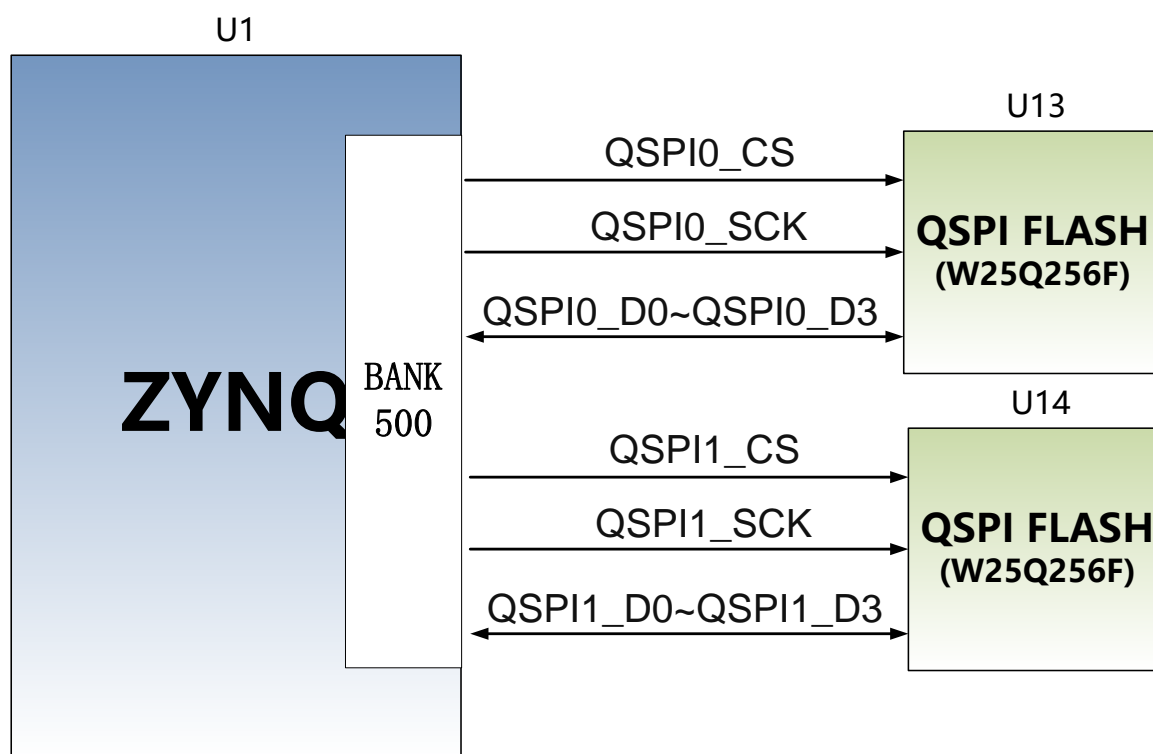 U1
ZYNQ
BANK
500
QSPI0_CS
QSPI0_SCK
QSPI0_D0~QSPI0_D3
U13
QSPI FLASH
(W25Q256F)
QSPI1_CS
QSPI1_SCK
QSPI1_D0~QSPI1_D3
U14
QSPI FLASH
(W25Q256F)